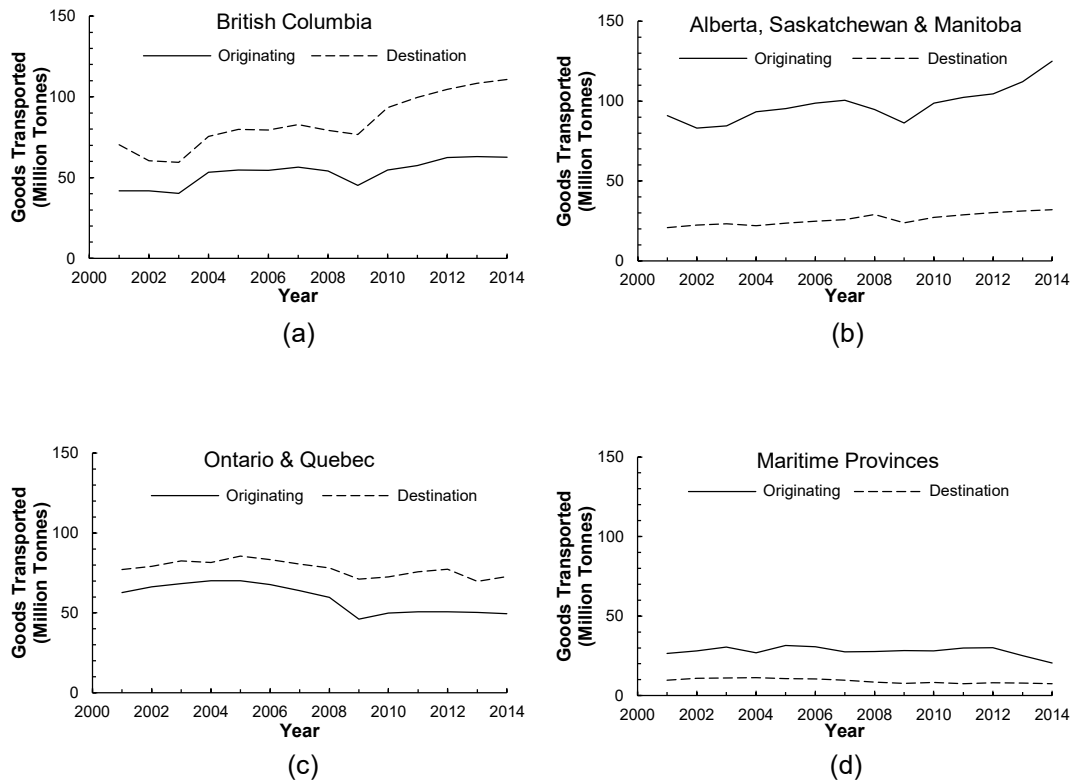 British Columbia
Originating Destination
Goods Transported
(Million Tonnes)
150
100
50
0
2000 2002 2004 2006 2008 2010 2012 2014
Year
(a)
Alberta, Saskatchewan & Manitoba
Originating Destination
Goods Transported
(Million Tonnes)
150
100
50
0
2000 2002 2004 2006 2008 2010 2012 2014
Year
(b)
Ontario & Quebec
Originating Destination
Goods Transported
(Million Tonnes)
150
100
50
0
2000 2002 2004 2006 2008 2010 2012 2014
Year
(c)
Maritime Provinces
Originating Destination
Goods Transported
(Million Tonnes)
150
100
50
0
2000 2002 2004 2006 2008 2010 2012 2014
Year
(d)